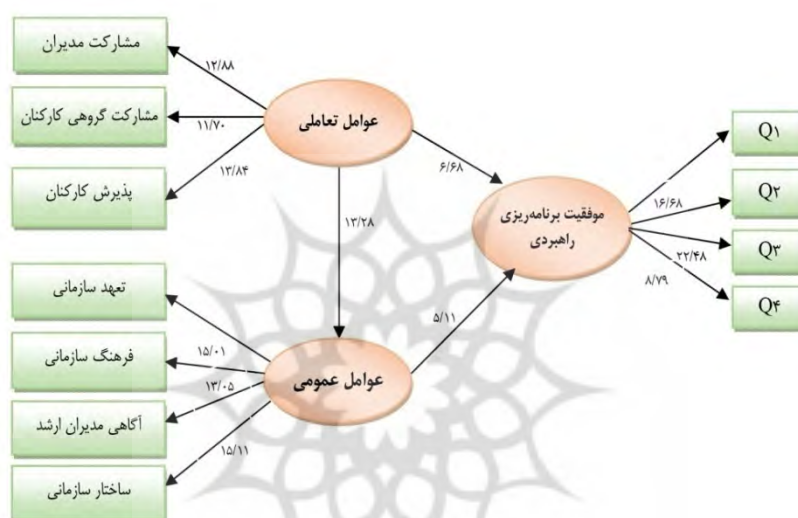 مشارکت مدیران
۱۲/۸۸
عوامل تعاملی
مشارکت گروهی کارکنان
۱۱/۷۰
Q۱
۱۳/۸۴
۶/۶۸
پذیرش کارکنان
Q۲
۱۶/۶۸
موفقیت برنامه‌ریزی
راهبردی
۱۳/۲۸
Q۳
۲۲/۴۸
۸/۷۹
تعهد سازمانی
Q۴
۵/۱۱
فرهنگ سازمانی
۱۵/۰۱
عوامل عمومی
۱۳/۰۵
آگاهی مدیران ارشد
۱۵/۱۱
ساختار سازمانی